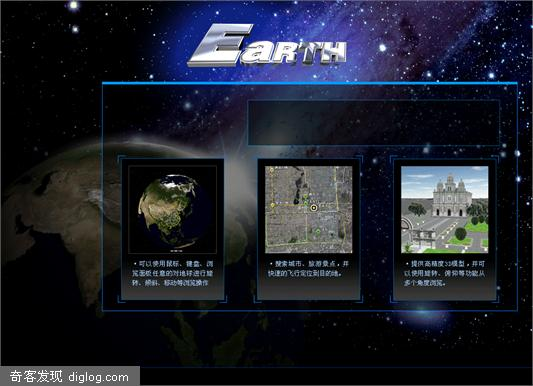 EARTH
• 可以使用鼠标、键盘、浏
览面板任意的对地球进行旋
转、倾斜、移动等浏览操作
• 搜索城市、旅游景点，并
快速的飞行定位到目的地。
• 提供高精度3D模型，并可
以使用旋转、俯仰等功能从
多个角度浏览。
奇客发现 diglog.com